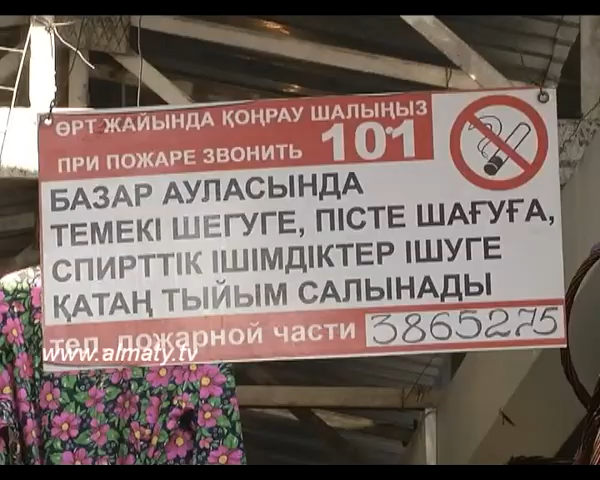 ӨРТ ЖАЙЫНДА ҚОҢРАУ ШАЛЫҢЫЗ
ПРИ ПОЖАРЕ ЗВОНИТЬ 101
БАЗАР АУЛАСЫНДА
ТЕМЕКІ ШЕГУГЕ, ПІСТЕ ШАҒУҒА,
СПИРТТІК ІШІМДІКТЕР ІШУГЕ
ҚАТАҢ ТЫЙЫМ САЛЫНАДЫ
тел. пожарной части 3865275
www.almaty.tv